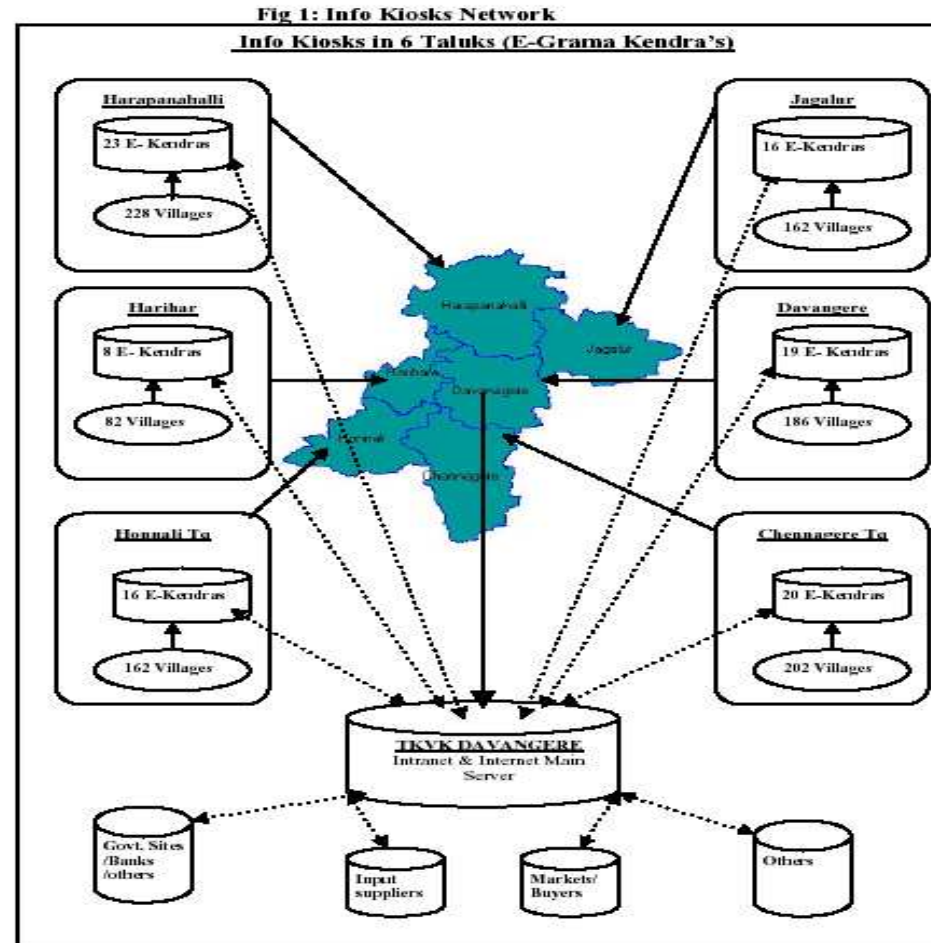 Fig 1: Info Kiosks Network
Info Kiosks in 6 Taluks (E-Grama Kendra's)
Harapanahalli
23 E- Kendras
228 Villages
Jagalur
16 E-Kendras
162 Villages
Harihar
8 E- Kendras
82 Villages
Davangere
19 E- Kendras
186 Villages
Harapanahalli
Jagalur
Davanagate
Honnali Tq
16 E-Kendras
162 Villages
Chennagere Tq
20 E-Kendras
202 Villages
TKVK DAVANGERE
Intranet & Internet Main
Server
Govt. Sites
/Banks
/others
Input
suppliers
Markets/
Buyers
Others